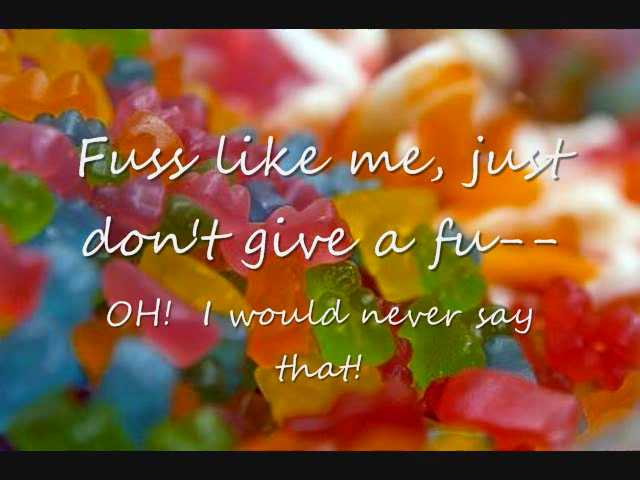 Fuss like me, just
don't give a fu--
OH!  I would never say
that!